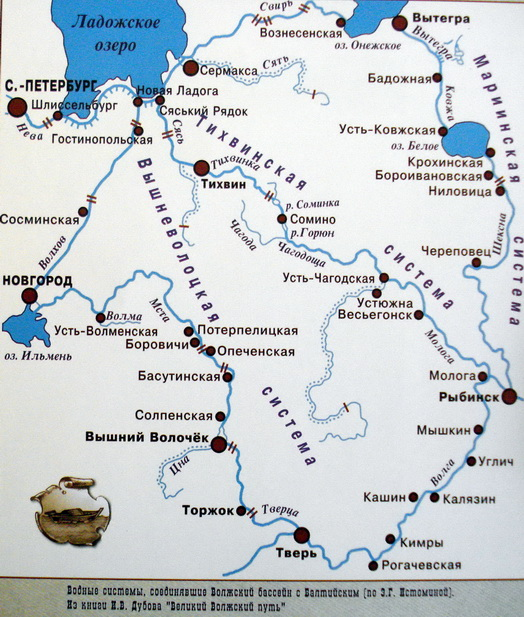 Ладожское
озеро
Свирь
Вознесенская
оз. Онежское
Вытегра
Вытегра
Бадожная
Ковжа
Мариинская
система
Сермакса
Сять
С.-ПЕТЕРБУРГ
Шлиссельбург
Нева
Новая Ладога
Сяський Рядок
Гостинопольская
Сясь
Усть-Ковжская
оз. Белое
Крохинская
Бороивановская
Ниловица
Шексна
Тихвинская
система
Тихвинка
Тихвин
Вышневолоцкая
система
р. Соминка
Сомино
р.Горюн
Чагода
Чагодоща
Сосминская
Волхов
Череповец
Усть-Чагодская
Устюжна
Весьегонск
НОВГОРОД
оз. Ильмень
Волма
Усть-Волменская
Мста
Потерпелицкая
Боровичи
Опеченская
Басутинская
Молога
Молога
Рыбинск
Солпенская
Вышний Волочёк
Цна
Мышкин
Углич
Волга
Кашин
Калязин
Торжок
Тверца
Тверь
Кимры
Рогачевская
Водные системы, соединявшие Волжский бассейн с Балтийским (по Э.Г. Истоминой).
Из книги И.В. Дубова "Великий Волжский путь"